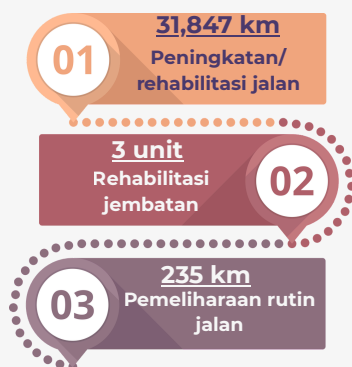 31,847 km
01
Peningkatan/
rehabilitasi jalan
3 unit
Rehabilitasi
jembatan
02
235 km
03
Pemeliharaan rutin
jalan